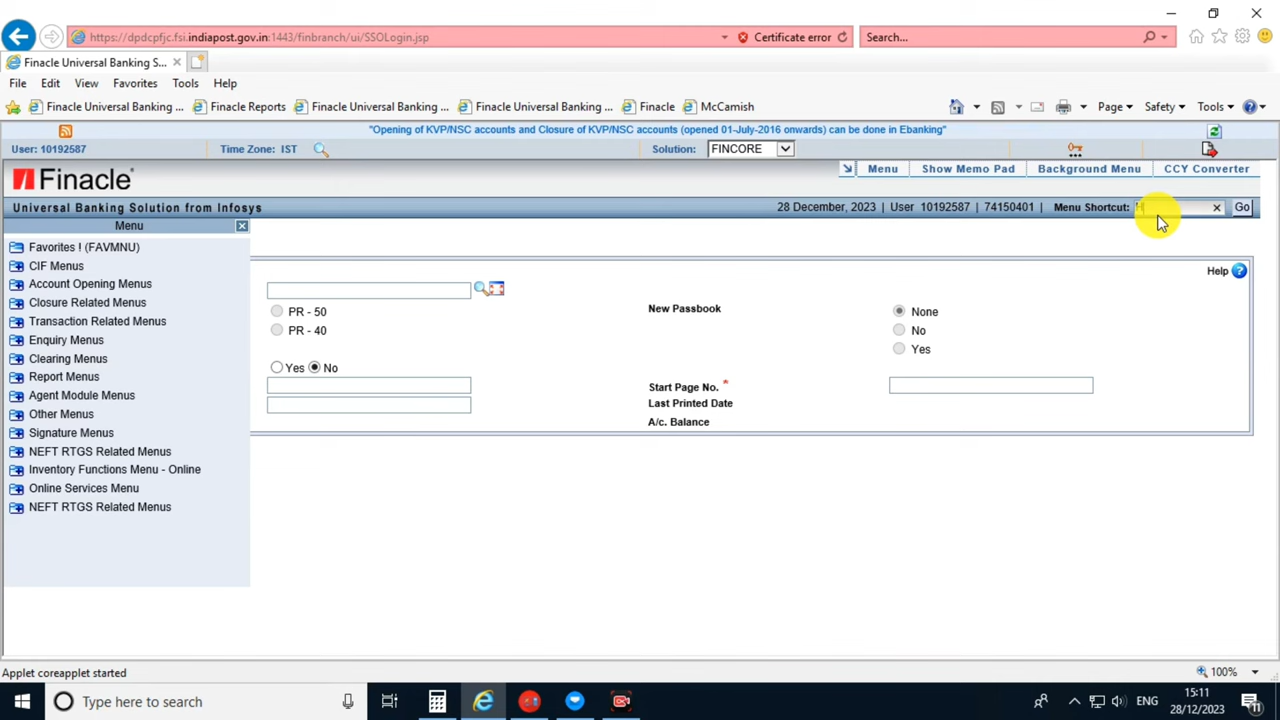 https://dpdcpfjc.fsi.indiapost.gov.in:1443/finbranch/ui/SSOLogin.jsp
Certificate error
Search...
Finacle Universal Banking S...
File Edit View Favorites Tools Help
Finacle Universal Banking ... Finacle Reports Finacle Universal Banking ... Finacle Universal Banking ... Finacle McCamish
Page Safety Tools
"Opening of KVP/NSC accounts and Closure of KVP/NSC accounts (opened 01-July-2016 onwards) can be done in Ebanking"
User: 10192587 Time Zone: IST Solution: FINCORE
Finacle
Menu Show Memo Pad Background Menu CCY Converter
Universal Banking Solution from Infosys
28 December, 2023 | User 10192587 | 74150401 | Menu Shortcut: H Go
Menu
Favorites ! (FAVMNU)
CIF Menus
Account Opening Menus
Closure Related Menus
Transaction Related Menus
Enquiry Menus
Clearing Menus
Report Menus
Agent Module Menus
Other Menus
Signature Menus
NEFT RTGS Related Menus
Inventory Functions Menu - Online
Online Services Menu
NEFT RTGS Related Menus
Help
PR - 50
PR - 40
New Passbook
None
No
Yes
Yes No
Start Page No. *
Last Printed Date
A/c. Balance
Applet coreapplet started
100%
Type here to search
ENG
15:11
28/12/2023
11